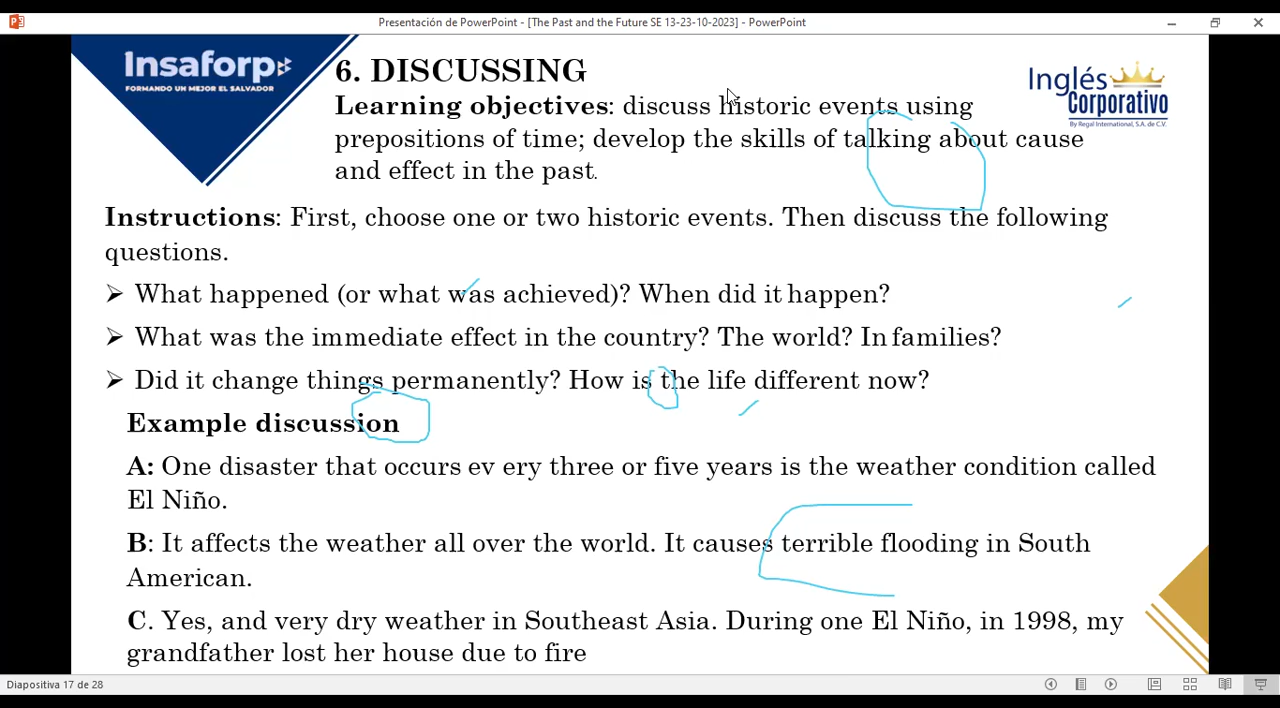 Presentación de PowerPoint - [The Past and the Future SE 13-23-10-2023] - PowerPoint
Insaforp
FORMANDO UN MEJOR EL SALVADOR
Inglés
Corporativo
By Regal International, S.A. de C.V.
6. DISCUSSING
Learning objectives: discuss historic events using
prepositions of time; develop the skills of talking about cause
and effect in the past.
Instructions: First, choose one or two historic events. Then discuss the following
questions.
➢ What happened (or what was achieved)? When did it happen?
➢ What was the immediate effect in the country? The world? In families?
➢ Did it change things permanently? How is the life different now?
Example discussion
A: One disaster that occurs ev ery three or five years is the weather condition called
El Niño.
B: It affects the weather all over the world. It causes terrible flooding in South
American.
C. Yes, and very dry weather in Southeast Asia. During one El Niño, in 1998, my
grandfather lost her house due to fire
Diapositiva 17 de 28